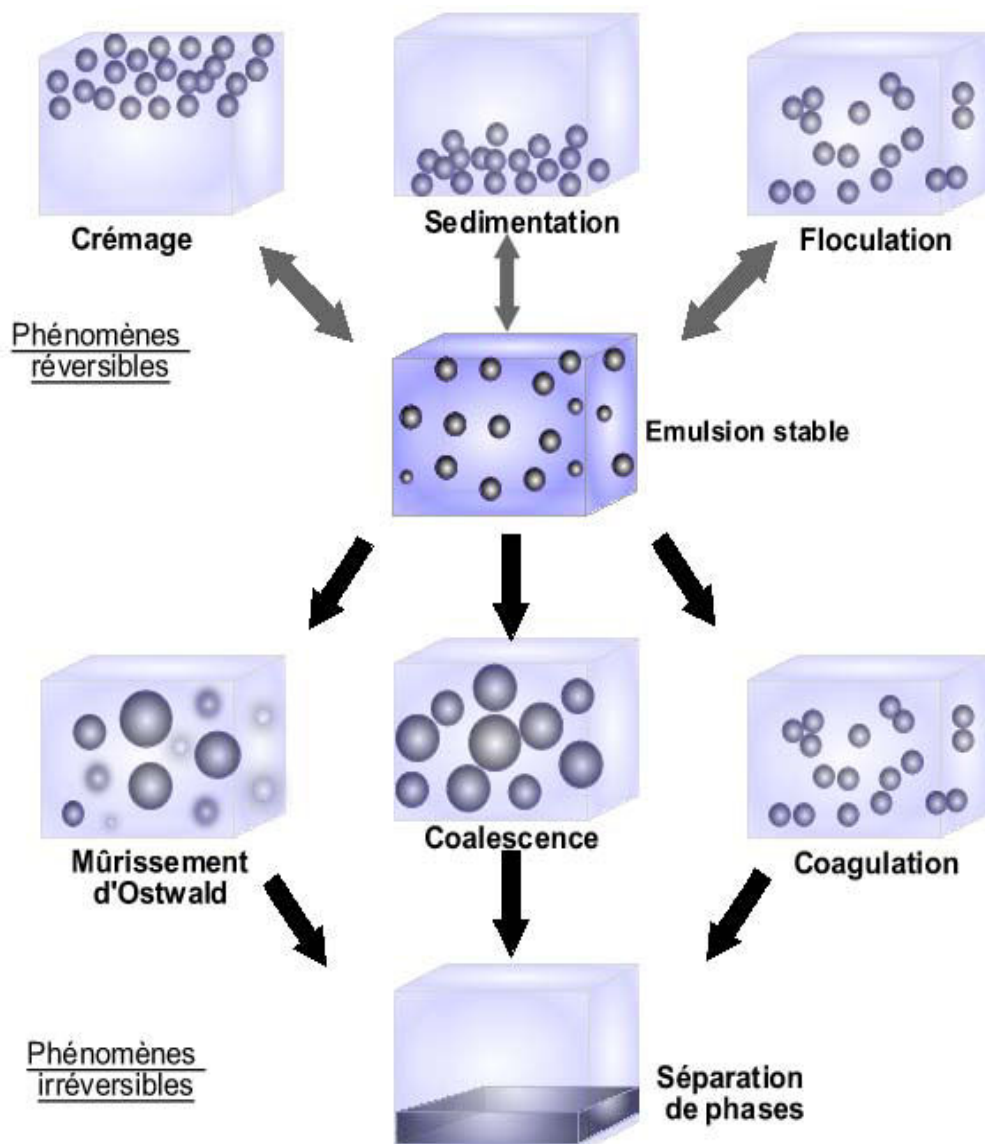 Crémage
Sedimentation
Floculation
Phénomènes
réversibles
Emulsion stable
Mûrissement
d'Ostwald
Coalescence
Coagulation
Phénomènes
irréversibles
Séparation
de phases